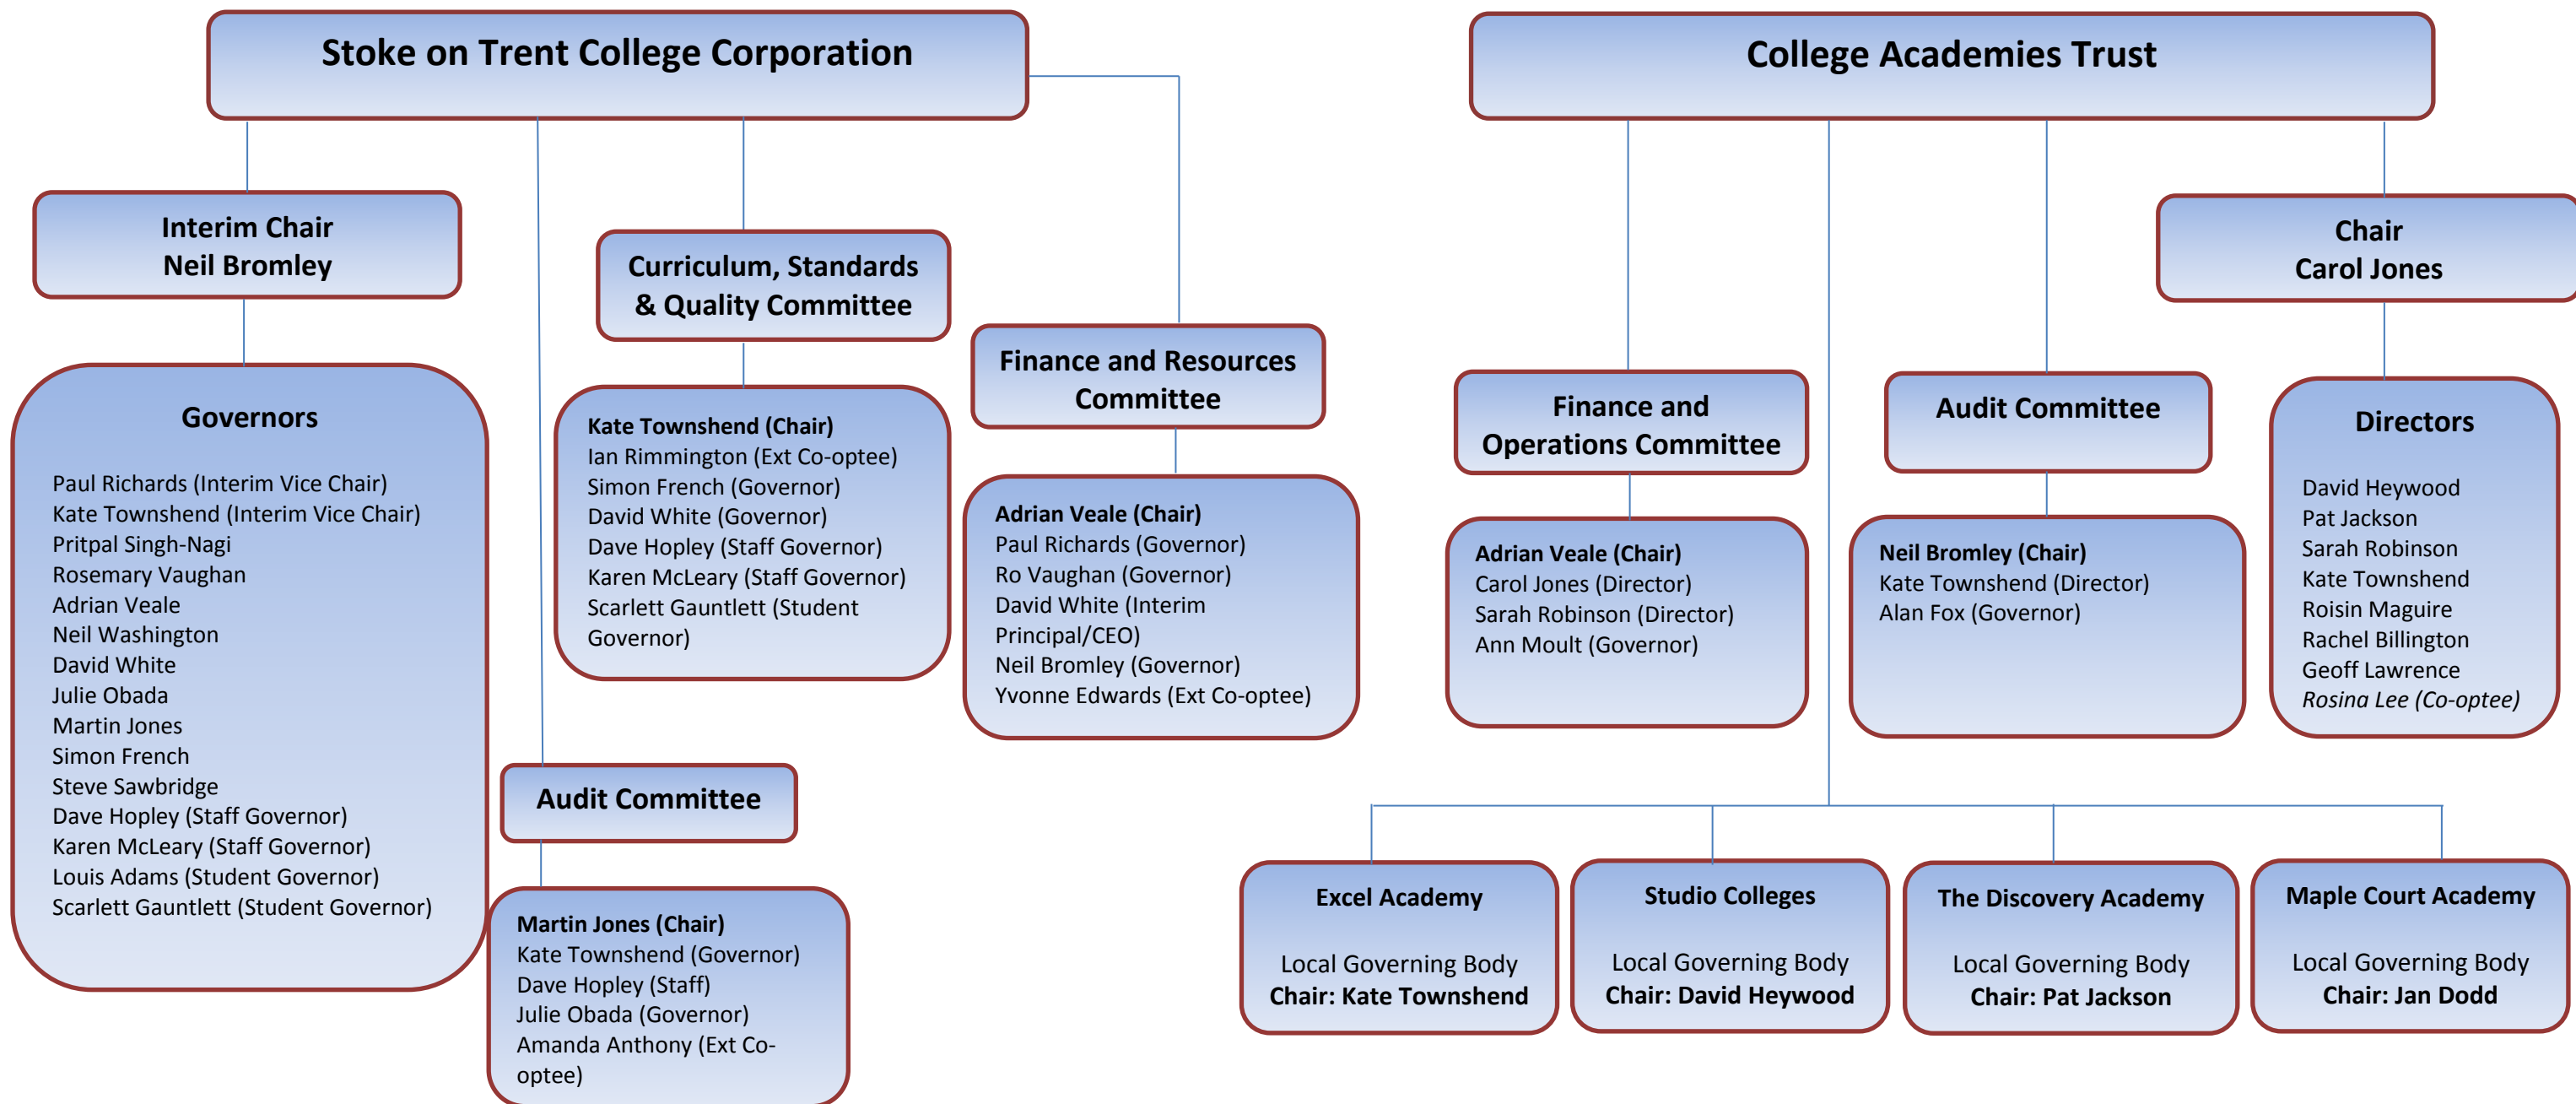 Stoke on Trent College Corporation
Interim Chair
Neil Bromley
Governors
Paul Richards (Interim Vice Chair)
Kate Townshend (Interim Vice Chair)
Pritpal Singh-Nagi
Rosemary Vaughan
Adrian Veale
Neil Washington
David White
Julie Obada
Martin Jones
Simon French
Steve Sawbridge
Dave Hopley (Staff Governor)
Karen McLeary (Staff Governor)
Louis Adams (Student Governor)
Scarlett Gauntlett (Student Governor)
Audit Committee
Martin Jones (Chair)
Kate Townshend (Governor)
Dave Hopley (Staff)
Julie Obada (Governor)
Amanda Anthony (Ext Co-
optee)
Curriculum, Standards
& Quality Committee
Kate Townshend (Chair)
Ian Rimmington (Ext Co-optee)
Simon French (Governor)
David White (Governor)
Dave Hopley (Staff Governor)
Karen McLeary (Staff Governor)
Scarlett Gauntlett (Student
Governor)
Finance and Resources
Committee
Adrian Veale (Chair)
Paul Richards (Governor)
Ro Vaughan (Governor)
David White (Interim
Principal/CEO)
Neil Bromley (Governor)
Yvonne Edwards (Ext Co-optee)
College Academies Trust
Finance and
Operations Committee
Adrian Veale (Chair)
Carol Jones (Director)
Sarah Robinson (Director)
Ann Moult (Governor)
Audit Committee
Neil Bromley (Chair)
Kate Townshend (Director)
Alan Fox (Governor)
Chair
Carol Jones
Directors
David Heywood
Pat Jackson
Sarah Robinson
Kate Townshend
Roisin Maguire
Rachel Billington
Geoff Lawrence
Rosina Lee (Co-optee)
Excel Academy
Local Governing Body
Chair: Kate Townshend
Studio Colleges
Local Governing Body
Chair: David Heywood
The Discovery Academy
Local Governing Body
Chair: Pat Jackson
Maple Court Academy
Local Governing Body
Chair: Jan Dodd